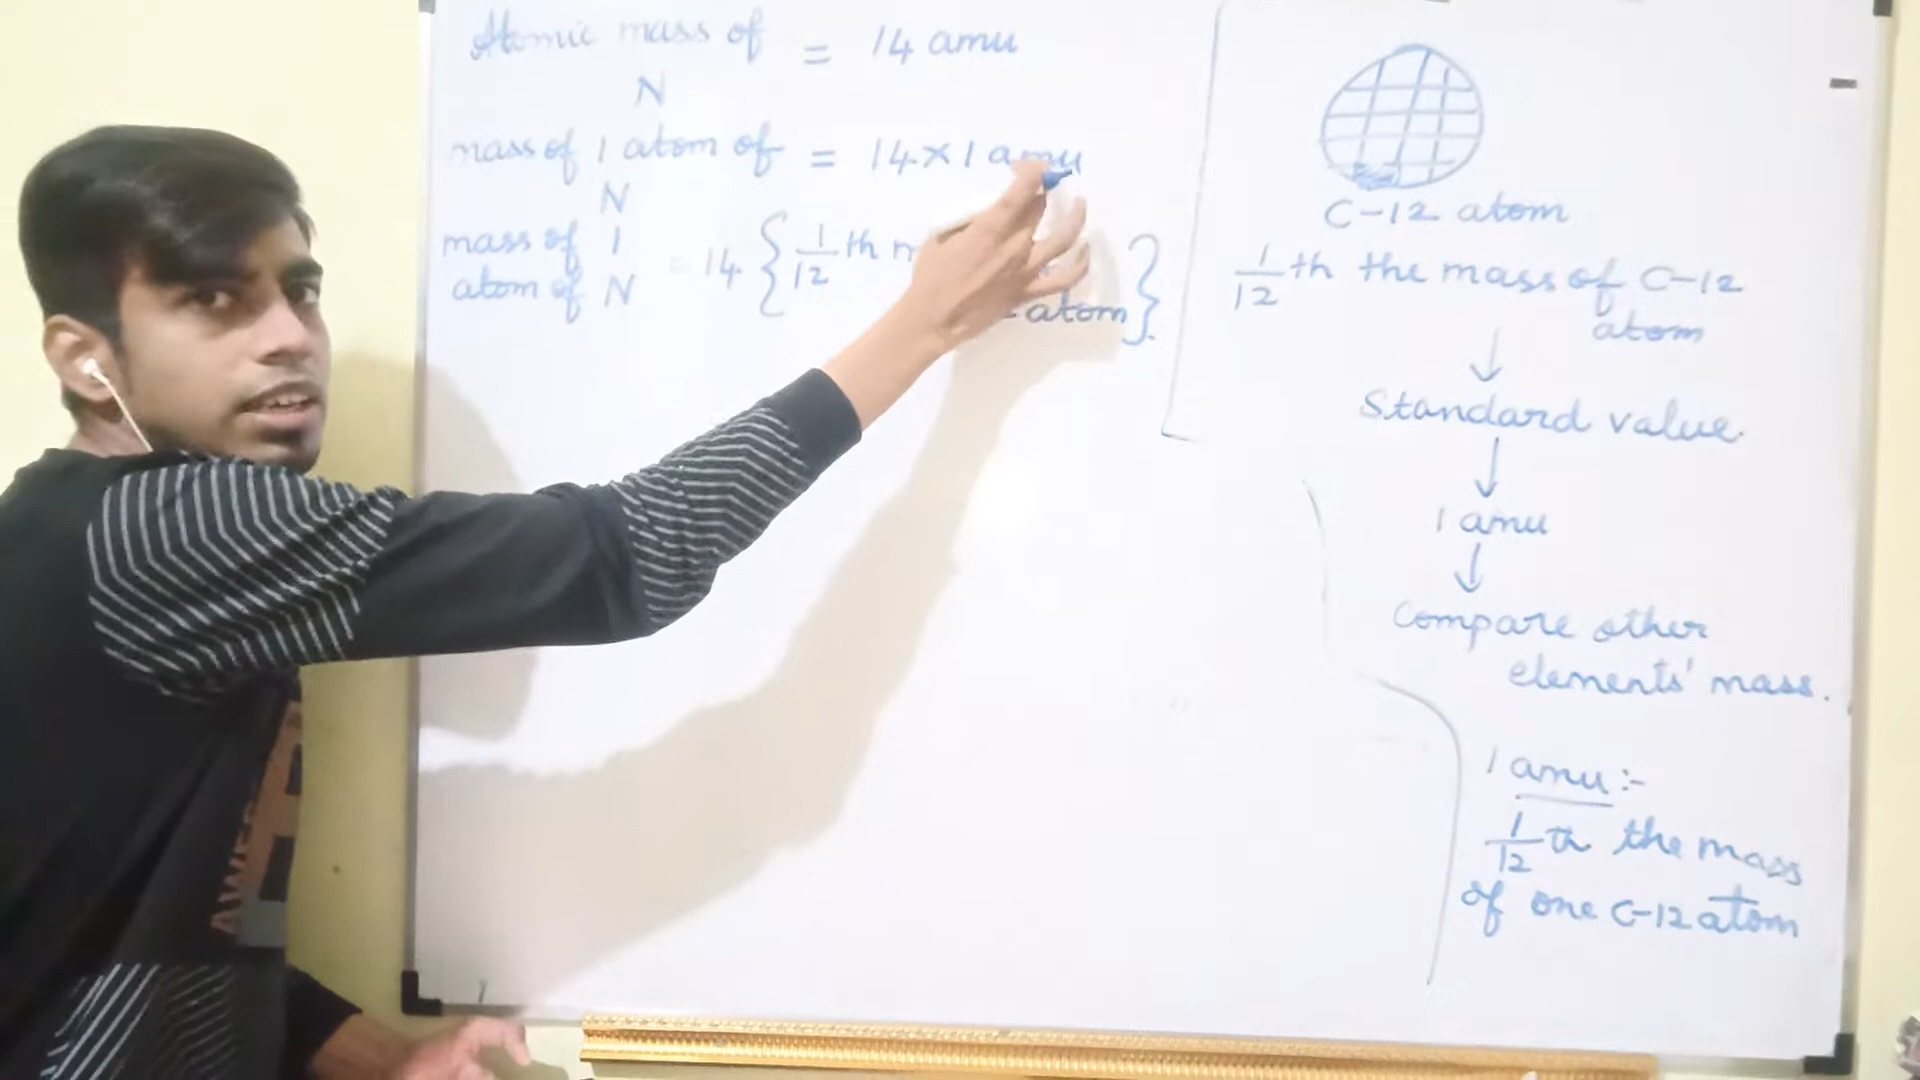 Atomic mass of = 14 amu
N
mass of 1 atom of = 14 × 1 amu
N
mass of 1
atom of N = 14 { 1/12 th
atom }
C-12 atom
1/12 th the mass of C-12
atom
↓
Standard value.
↓
1 amu
↓
Compare other
elements' mass.
1 amu :-
1/12 th the mass
of one C-12 atom